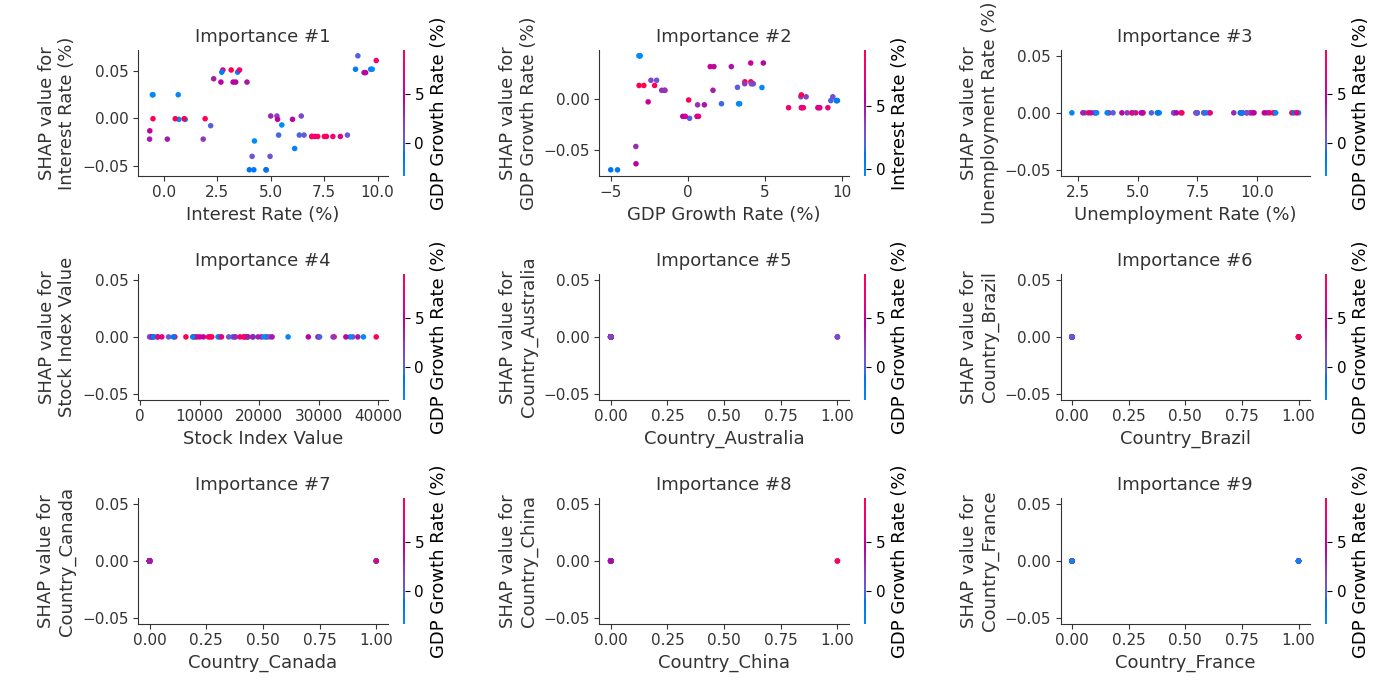 Importance #1
SHAP value for
Interest Rate (%)
0.05
0.00
−0.05
0.0 2.5 5.0 7.5 10.0
Interest Rate (%)
5
0
GDP Growth Rate (%)
Importance #2
SHAP value for
GDP Growth Rate (%)
0.00
−0.05
−5 0 5 10
GDP Growth Rate (%)
5
0
Interest Rate (%)
Importance #3
SHAP value for
Unemployment Rate (%)
0.05
0.00
−0.05
2.5 5.0 7.5 10.0
Unemployment Rate (%)
5
0
GDP Growth Rate (%)
Importance #4
SHAP value for
Stock Index Value
0.05
0.00
−0.05
0 10000 20000 30000 40000
Stock Index Value
5
0
GDP Growth Rate (%)
Importance #5
SHAP value for
Country_Australia
0.05
0.00
−0.05
0.00 0.25 0.50 0.75 1.00
Country_Australia
5
0
GDP Growth Rate (%)
Importance #6
SHAP value for
Country_Brazil
0.05
0.00
−0.05
0.00 0.25 0.50 0.75 1.00
Country_Brazil
5
0
GDP Growth Rate (%)
Importance #7
SHAP value for
Country_Canada
0.05
0.00
−0.05
0.00 0.25 0.50 0.75 1.00
Country_Canada
5
0
GDP Growth Rate (%)
Importance #8
SHAP value for
Country_China
0.05
0.00
−0.05
0.00 0.25 0.50 0.75 1.00
Country_China
5
0
GDP Growth Rate (%)
Importance #9
SHAP value for
Country_France
0.05
0.00
−0.05
0.00 0.25 0.50 0.75 1.00
Country_France
5
0
GDP Growth Rate (%)